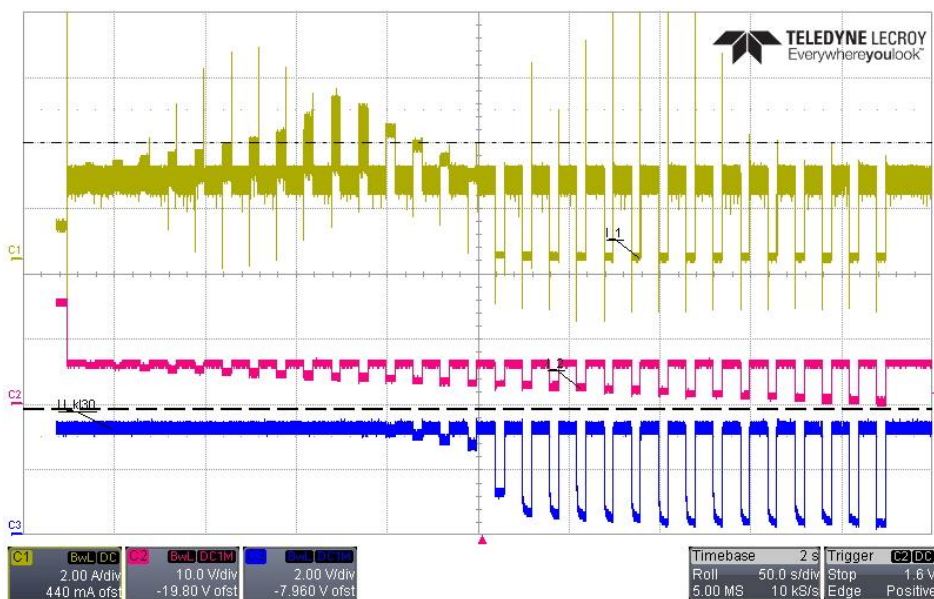 TELEDYNE LECROY
Everywhereyoulook™
C1
I_1
I_2
C2
C3
C1 BwL DC
2.00 A/div
440 mA ofst
C2 BwL DC1M
10.0 V/div
-19.80 V ofst
BwL DC1M
2.00 V/div
-7.960 V ofst
Timebase 2 s
Roll 50.0 s/div
5.00 MS 10 kS/s
Trigger C2 DC
Stop 1.6 V
Edge Positive